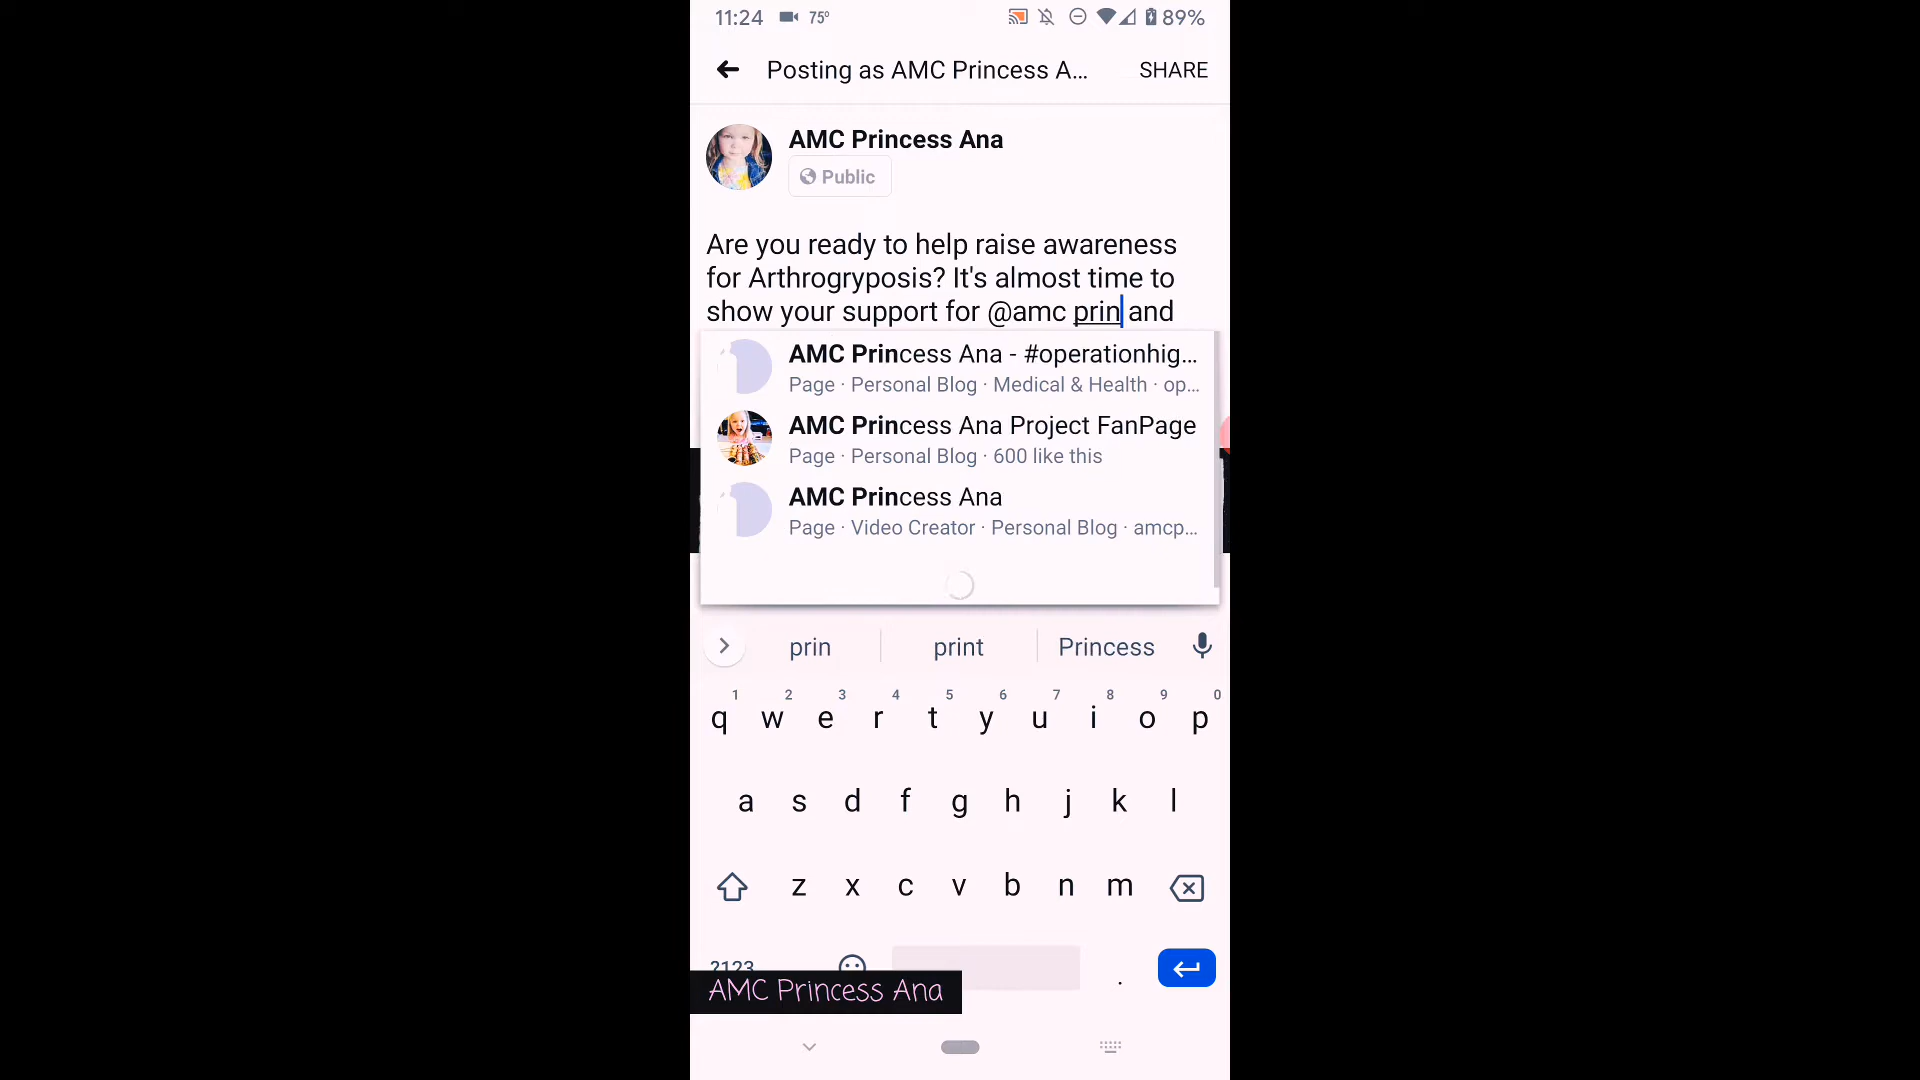 11:24 75° 89%
Posting as AMC Princess A... SHARE
AMC Princess Ana
Public
Are you ready to help raise awareness
for Arthrogryposis? It's almost time to
show your support for @amc prin and
AMC Princess Ana - #operationhig...
Page · Personal Blog · Medical & Health · op...
AMC Princess Ana Project FanPage
Page · Personal Blog · 600 like this
AMC Princess Ana
Page · Video Creator · Personal Blog · amcp...
prin print Princess
1 2 3 4 5 6 7 8 9 0
q w e r t y u i o p
a s d f g h j k l
z x c v b n m
?123 .
AMC Princess Ana